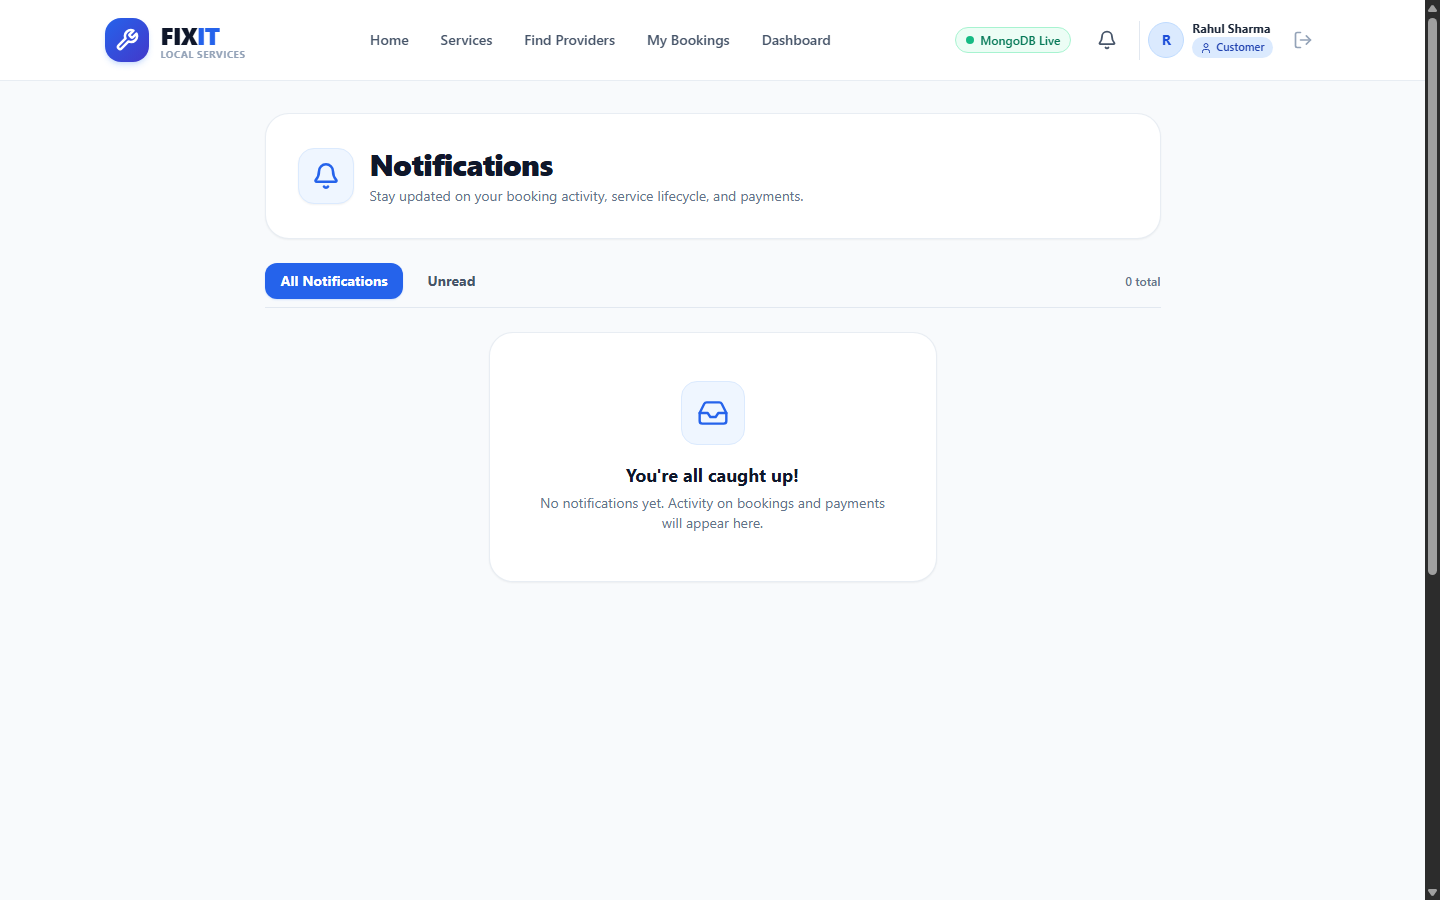 FIXIT
LOCAL SERVICES
Home
Services
Find Providers
My Bookings
Dashboard
MongoDB Live
R
Rahul Sharma
Customer
Notifications
Stay updated on your booking activity, service lifecycle, and payments.
All Notifications
Unread
0 total
You're all caught up!
No notifications yet. Activity on bookings and payments
will appear here.